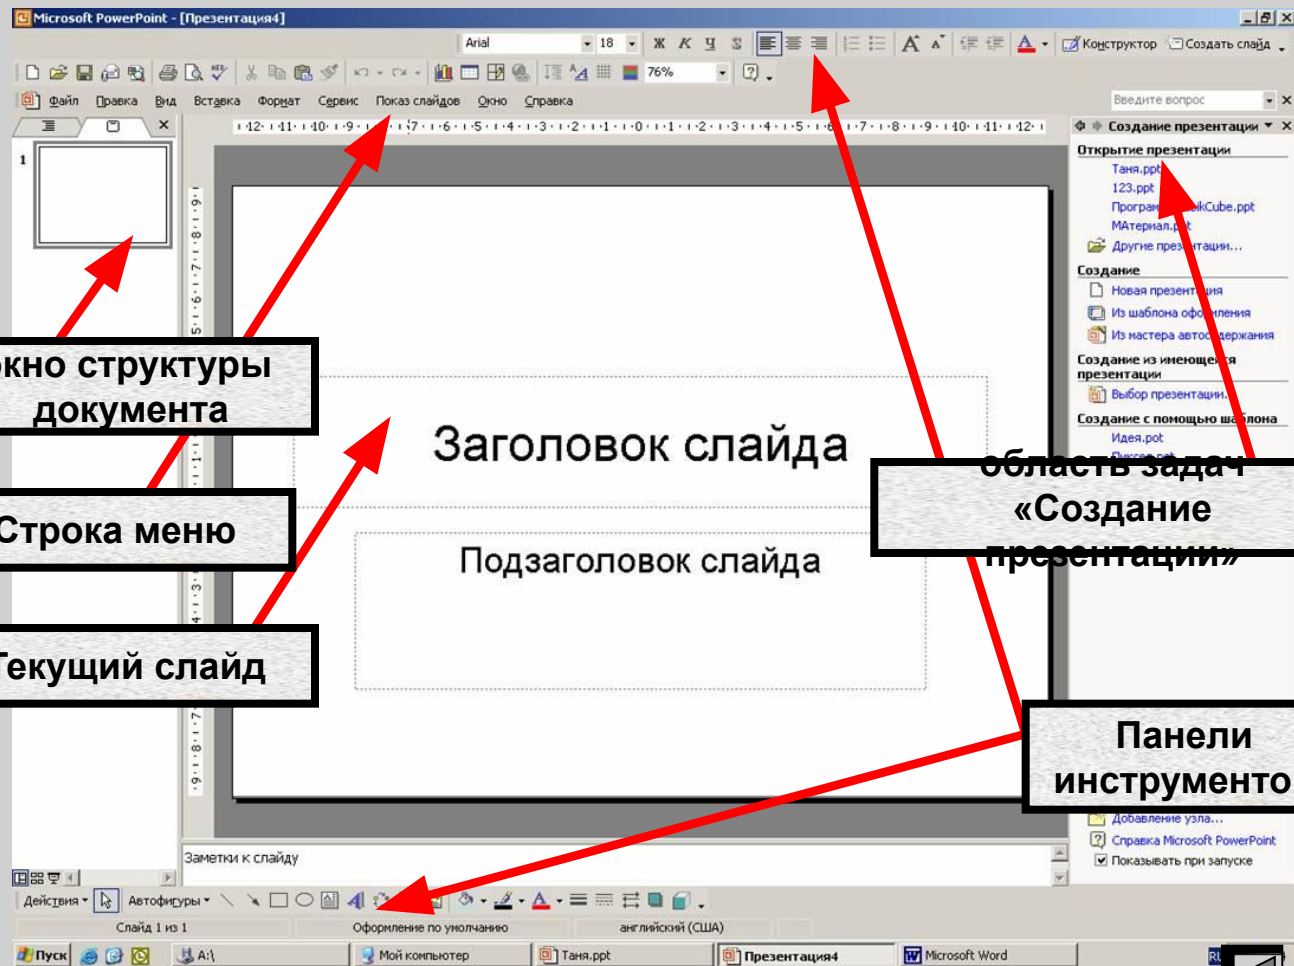 Microsoft PowerPoint - [Презентация4]
Arial 18 Ж К Ч S Конструктор Создать слайд
76%
Файл Правка Вид Вставка Формат Сервис Показ слайдов Окно Справка Введите вопрос
Создание презентации
1
Открытие презентации
Таня.ppt
123.ppt
МАтериал.ppt
Другие презентации...
Создание
Новая презентация
Из шаблона оформления
Из мастера автосодержания
Создание из имеющейся
презентации
Выбор презентации...
Создание с помощью шаблона
Идея.pot
окно структуры
документа
Строка меню
Текущий слайд
Заголовок слайда
Подзаголовок слайда
область задач
«Создание
презентации»
Панели
инструменто
Добавление узла...
Справка Microsoft PowerPoint
Показывать при запуске
Заметки к слайду
Действия Автофигуры
Слайд 1 из 1 Оформление по умолчанию английский (США)
Пуск A:\ Мой компьютер Таня.ppt Презентация4 Microsoft Word